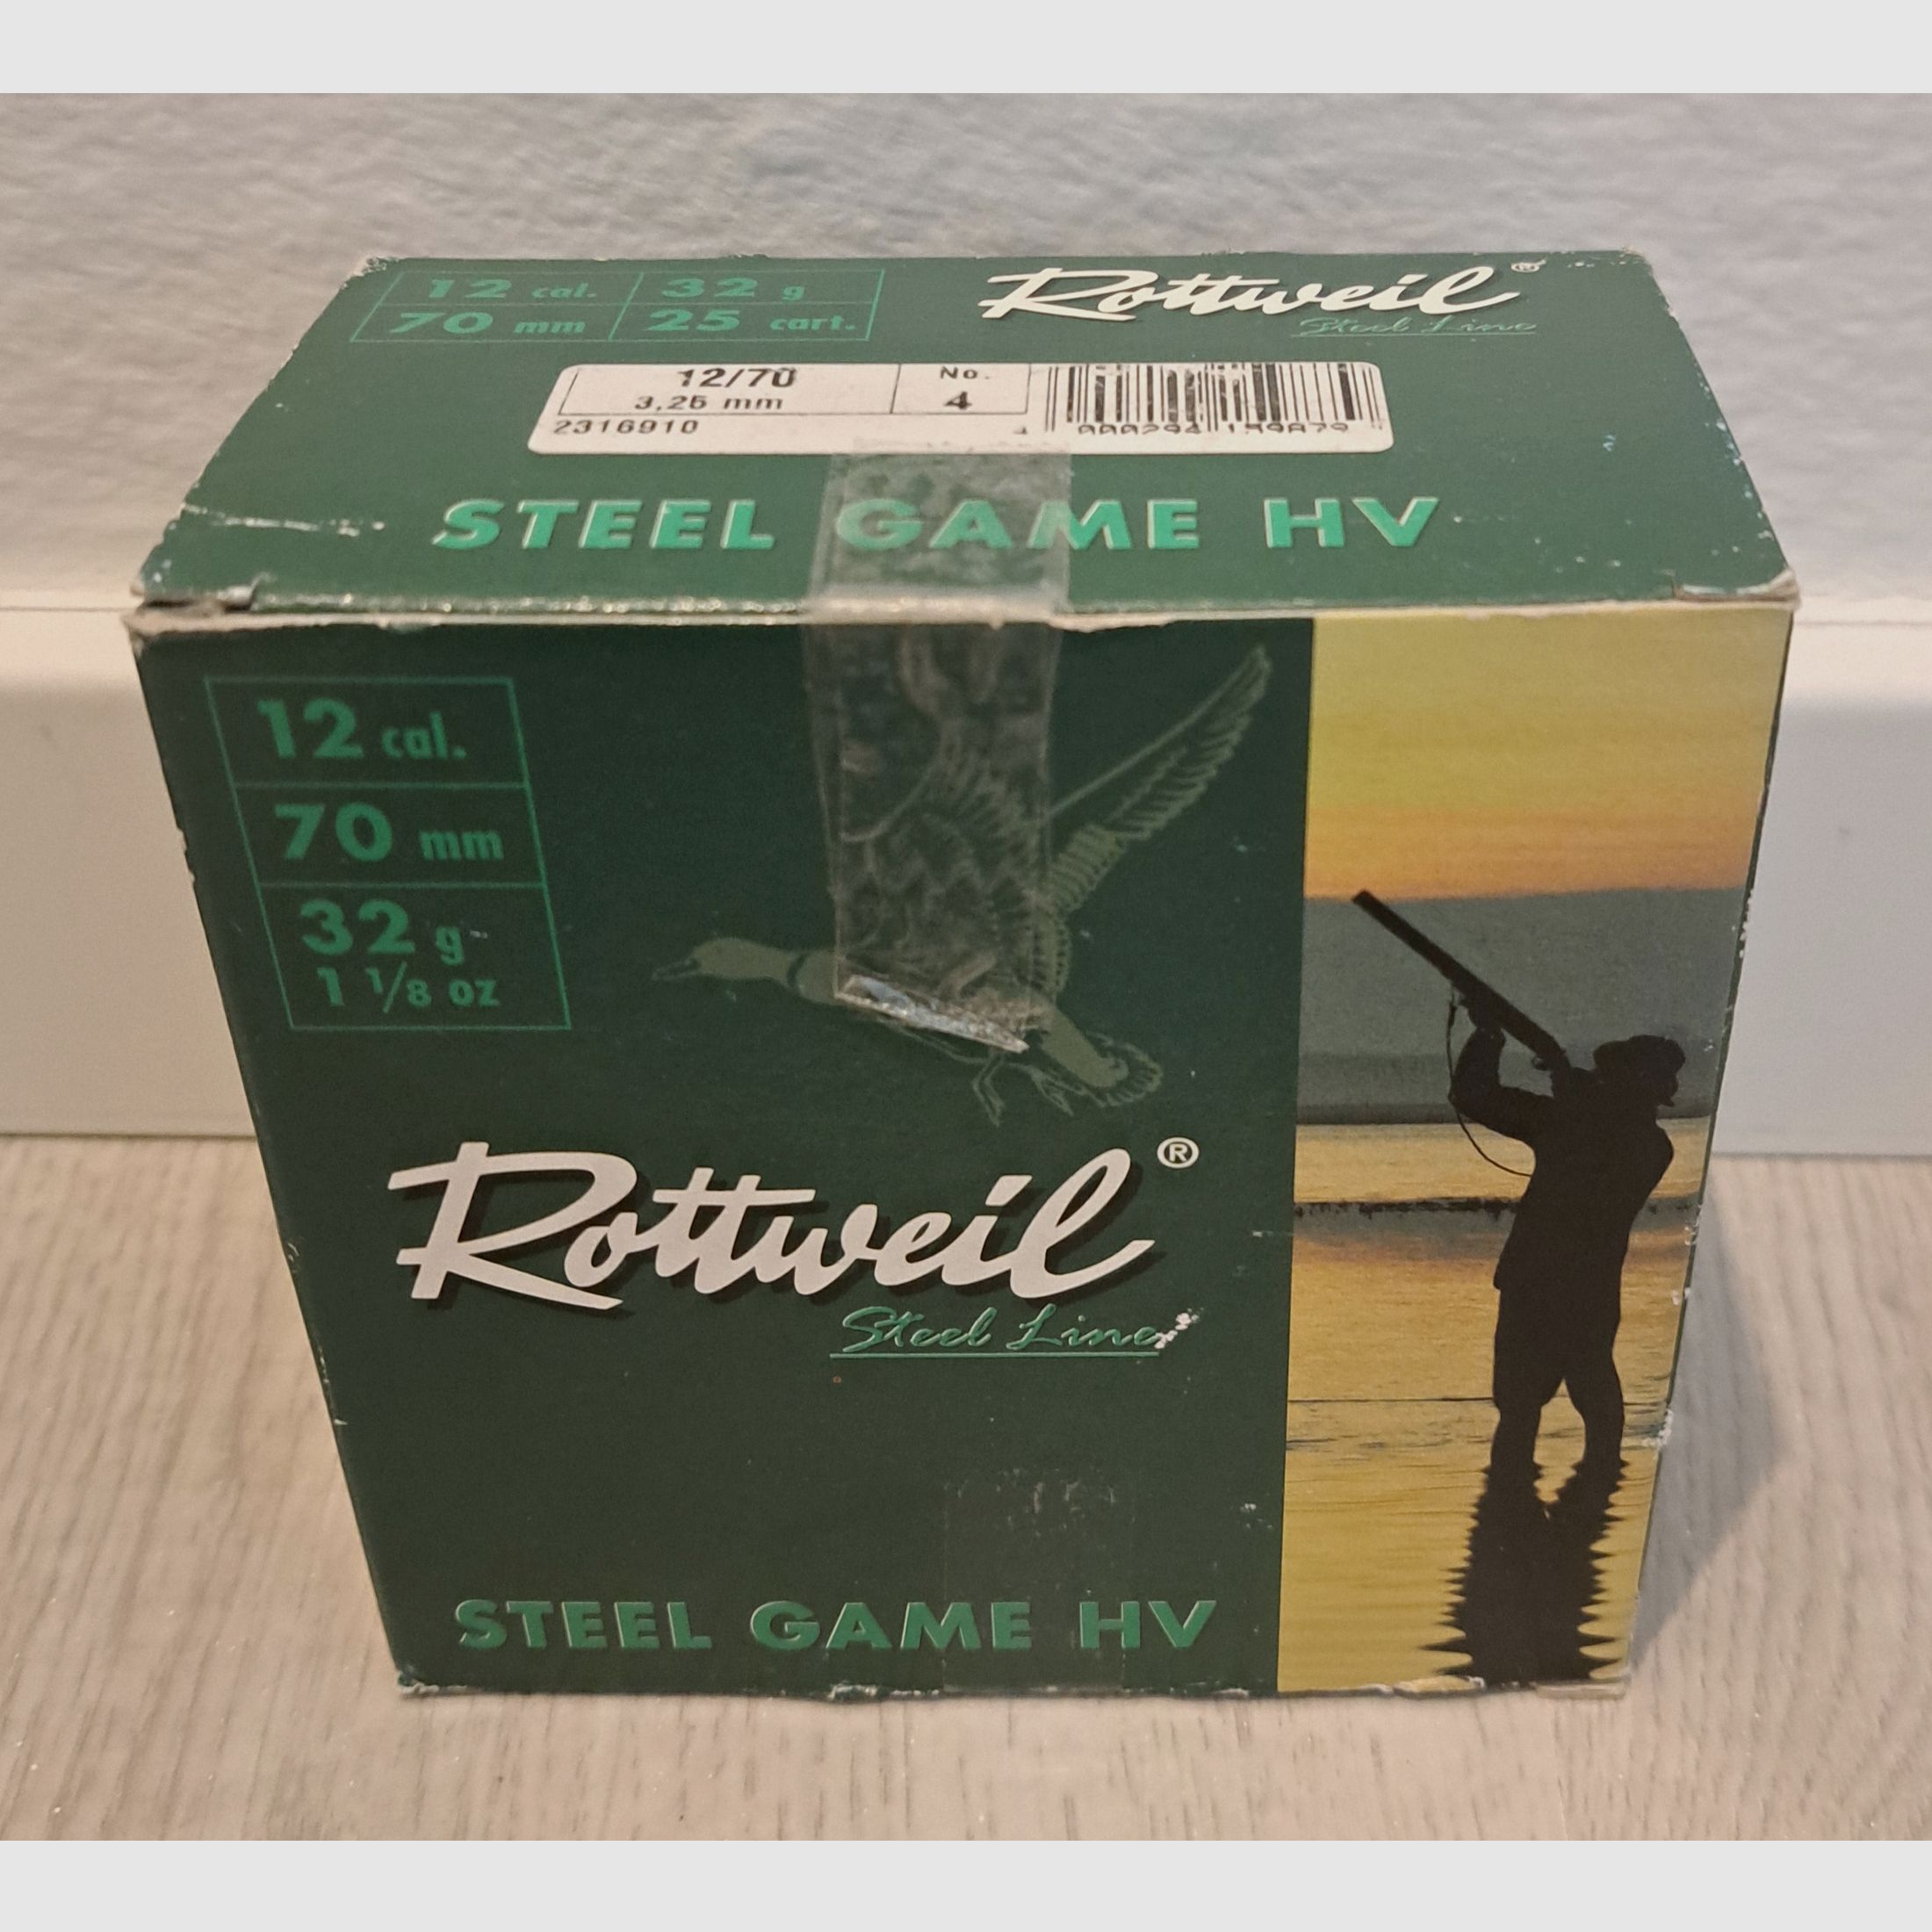 12 cal. 32 g
70 mm 25 cart.
Rottweil®
Steel Line
12/70 No.
3,25 mm 4
2316910
STEEL GAME HV
12 cal.
70 mm
32 g
1 1/8 oz
Rottweil®
Steel Line
STEEL GAME HV